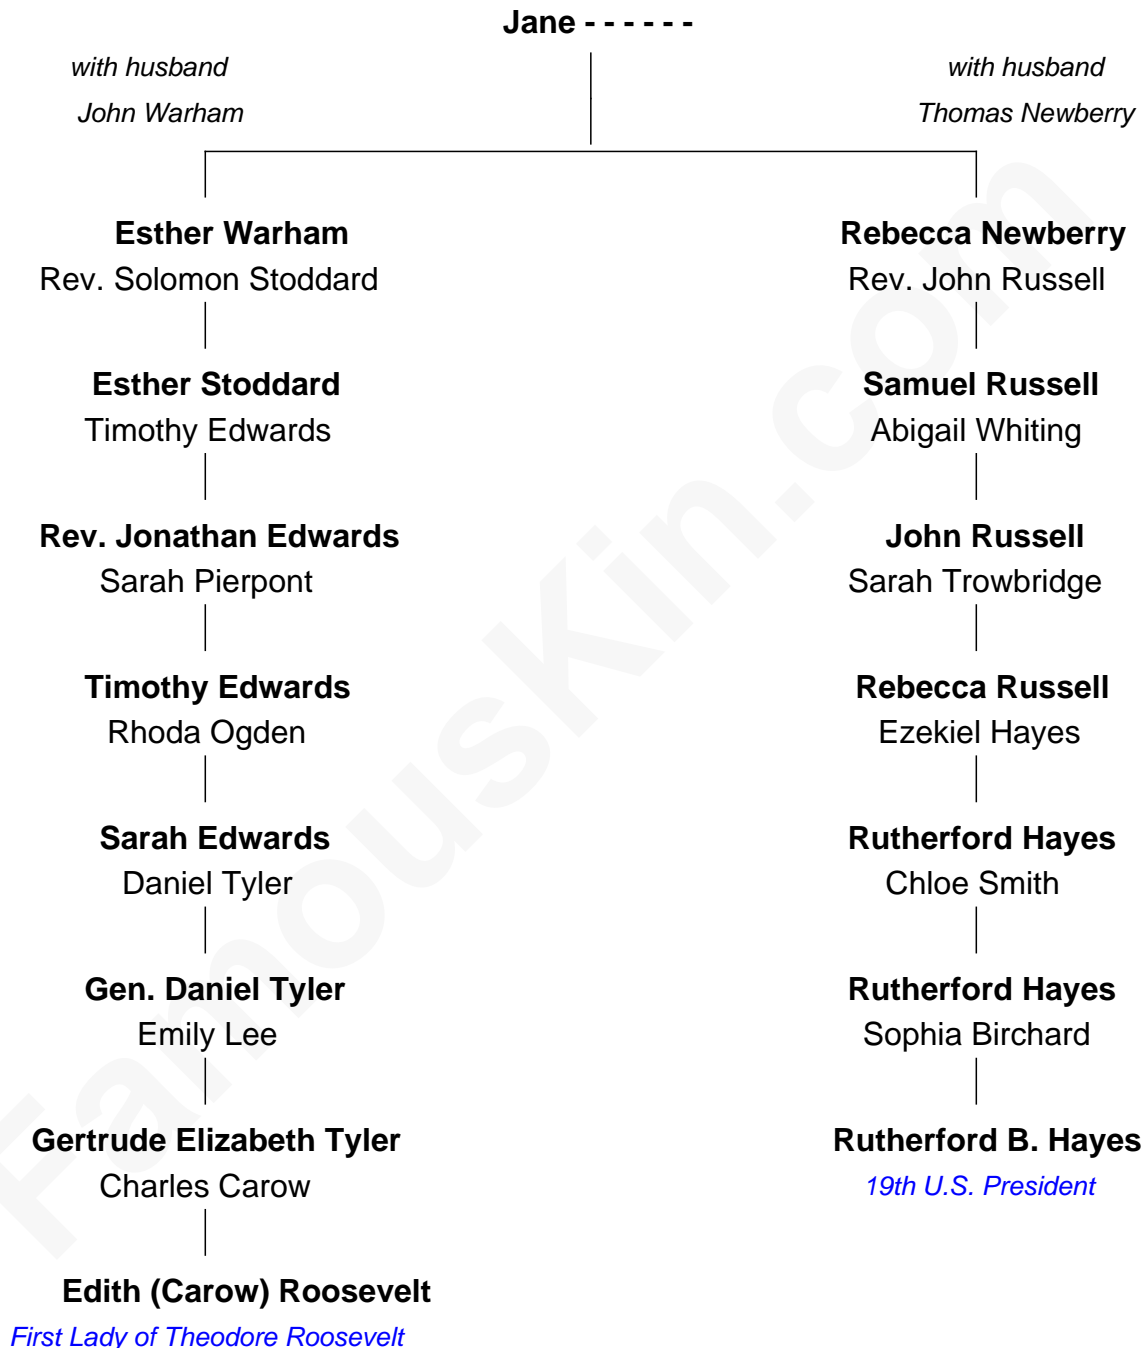 Jane - - - - - -
with husband
John Warham
with husband
Thomas Newberry
Esther Warham
Rev. Solomon Stoddard
Rebecca Newberry
Rev. John Russell
Esther Stoddard
Timothy Edwards
Samuel Russell
Abigail Whiting
Rev. Jonathan Edwards
Sarah Pierpont
John Russell
Sarah Trowbridge
Timothy Edwards
Rhoda Ogden
Rebecca Russell
Ezekiel Hayes
Sarah Edwards
Daniel Tyler
Rutherford Hayes
Chloe Smith
Gen. Daniel Tyler
Emily Lee
Rutherford Hayes
Sophia Birchard
Gertrude Elizabeth Tyler
Charles Carow
Rutherford B. Hayes
19th U.S. President
Edith (Carow) Roosevelt
First Lady of Theodore Roosevelt
FamousKin.com